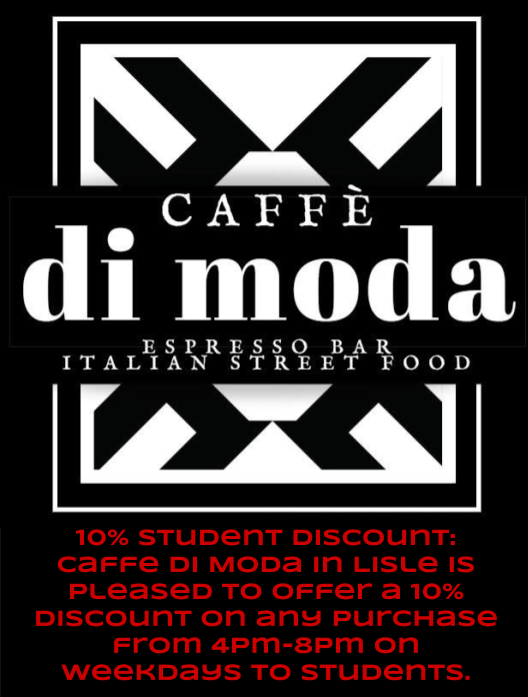 CAFFÈ
di moda
ESPRESSO BAR
ITALIAN STREET FOOD
10% STUDENT DISCOUNT:
Caffe Di Moda in Lisle is
pleased to offer a 10%
discount on any purchase
from 4pm-8pm on
weekdays to students.